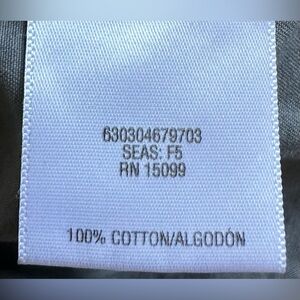 630304679703
SEAS: F5
RN 15099
100% COTTON/ALGODÓN